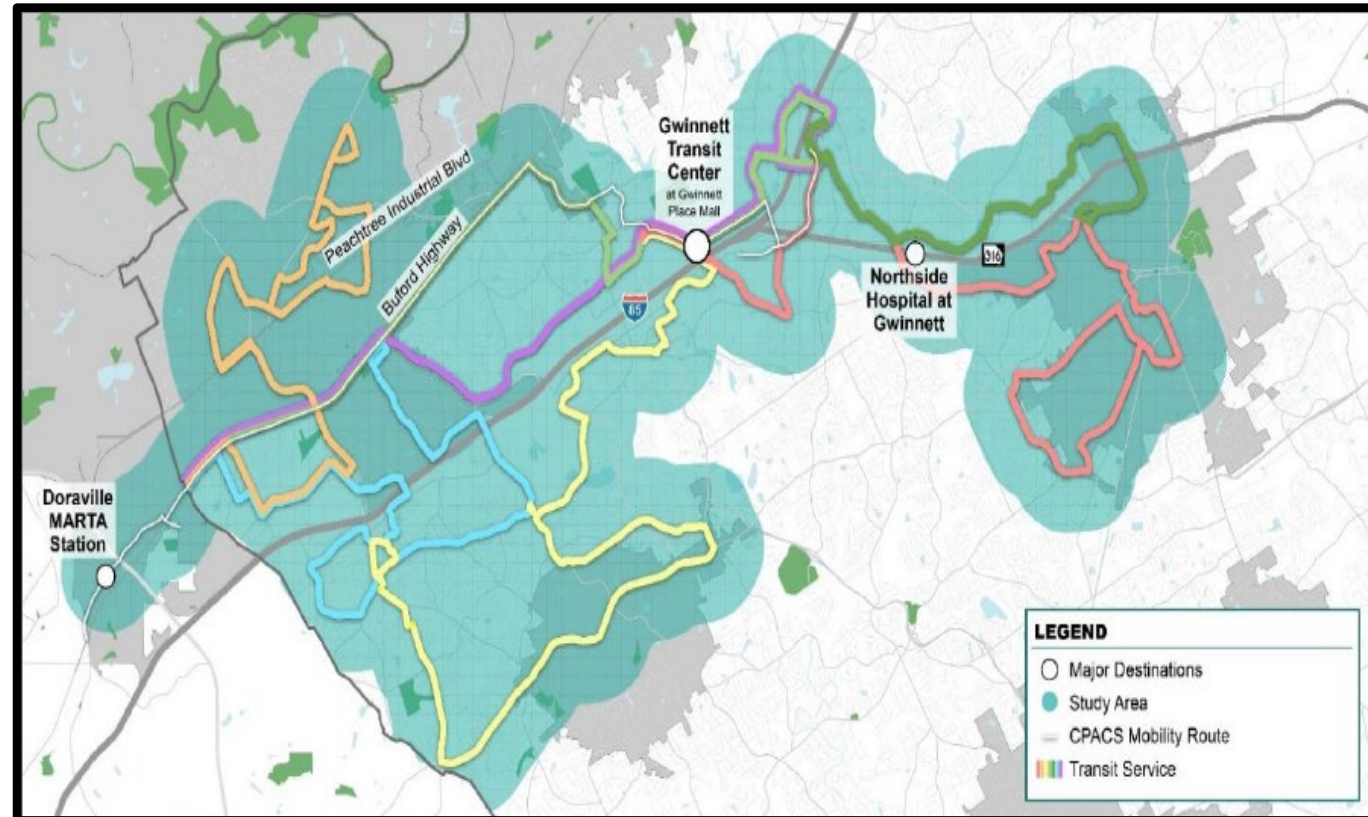 Peachtree Industrial Blvd
Buford Highway
Gwinnett
Transit
Center
at Gwinnett
Place Mall
85
316
Northside
Hospital at
Gwinnett
Doraville
MARTA
Station
LEGEND
Major Destinations
Study Area
CPACS Mobility Route
Transit Service